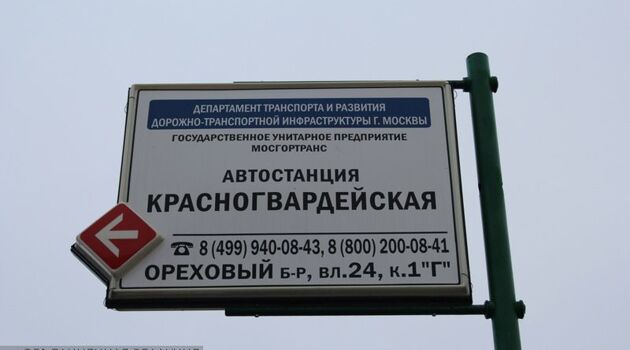 ДЕПАРТАМЕНТ ТРАНСПОРТА И РАЗВИТИЯ
ДОРОЖНО-ТРАНСПОРТНОЙ ИНФРАСТРУКТУРЫ Г. МОСКВЫ
ГОСУДАРСТВЕННОЕ УНИТАРНОЕ ПРЕДПРИЯТИЕ
МОСГОРТРАНС
АВТОСТАНЦИЯ
КРАСНОГВАРДЕЙСКАЯ
8 (499) 940-08-43, 8 (800) 200-08-41
ОРЕХОВЫЙ Б-Р, ВЛ.24, К.1"Г"